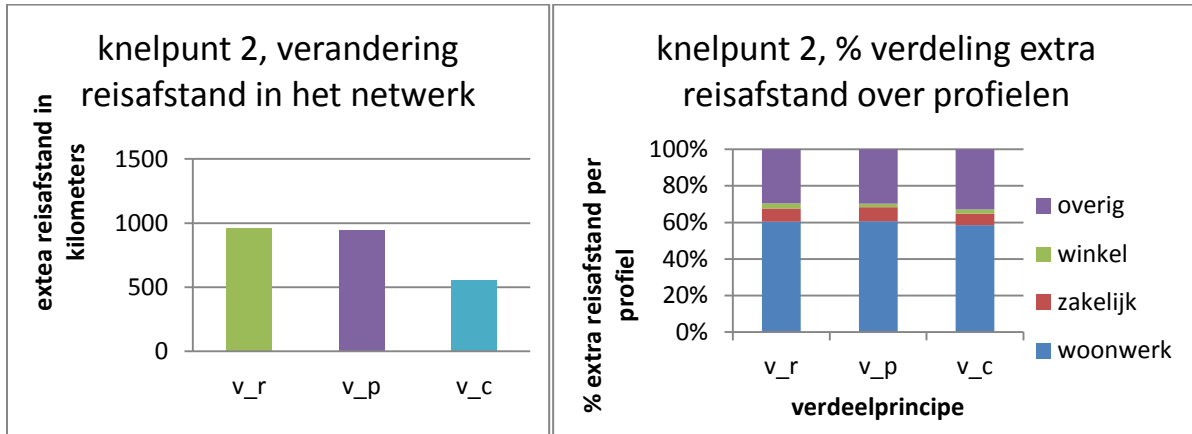 knelpunt 2, verandering
reisafstand in het netwerk
extea reisafstand in
kilometers
1500
1000
500
0
v_r
v_p
v_c
knelpunt 2, % verdeling extra
reisafstand over profielen
% extra reisafstand per
profiel
100%
80%
60%
40%
20%
0%
v_r
v_p
v_c
verdeelprincipe
overig
winkel
zakelijk
woonwerk